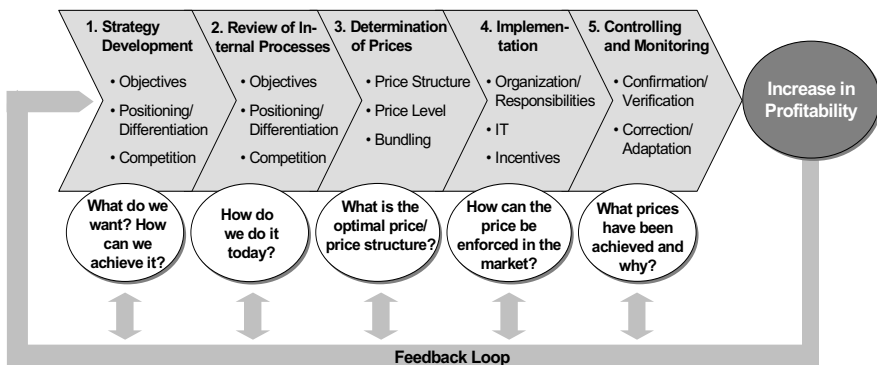 1. Strategy
Development
• Objectives
• Positioning/
Differentiation
• Competition
2. Review of In-
ternal Processes
• Objectives
• Positioning/
Differentiation
• Competition
3. Determination
of Prices
• Price Structure
• Price Level
• Bundling
4. Implemen-
tation
• Organization/
Responsibilities
• IT
• Incentives
5. Controlling
and Monitoring
• Confirmation/
Verification
• Correction/
Adaptation
Increase in
Profitability
What do we
want? How
can we
achieve it?
How do
we do it
today?
What is the
optimal price/
price structure?
How can the
price be
enforced in the
market?
What prices
have been
achieved and
why?
Feedback Loop